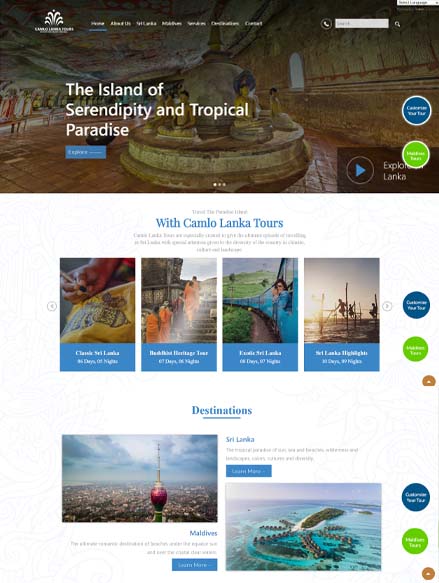 Select Language
CAMLO LANKA TOURS
Home About Us Sri Lanka Maldives Services Destinations Contact
Search
The Island of
Serendipity and Tropical
Paradise
Explore
Customize
Your Tour
Maldives
Tours
Explore
Lanka
Travel The Paradise Island
With Camlo Lanka Tours
Camlo Lanka Tours are especially created to give the ultimate episode of travelling
in Sri Lanka with special attention given to the diversity of the country in climate,
culture and landscape.
Classic Sri Lanka
06 Days, 05 Nights
Buddhist Heritage Tour
07 Days, 06 Nights
Exotic Sri Lanka
08 Days, 07 Nights
Sri Lanka Highlights
10 Days, 09 Nights
Customize
Your Tour
Maldives
Tours
Destinations
Sri Lanka
The tropical paradise of sun, sea and beaches, wilderness and
landscapes, colors, cultures and diversity.
Learn More
Maldives
The ultimate romantic destination of beaches under the equator sun
and over the crystal clear waters.
Learn More
Customize
Your Tour
Maldives
Tours